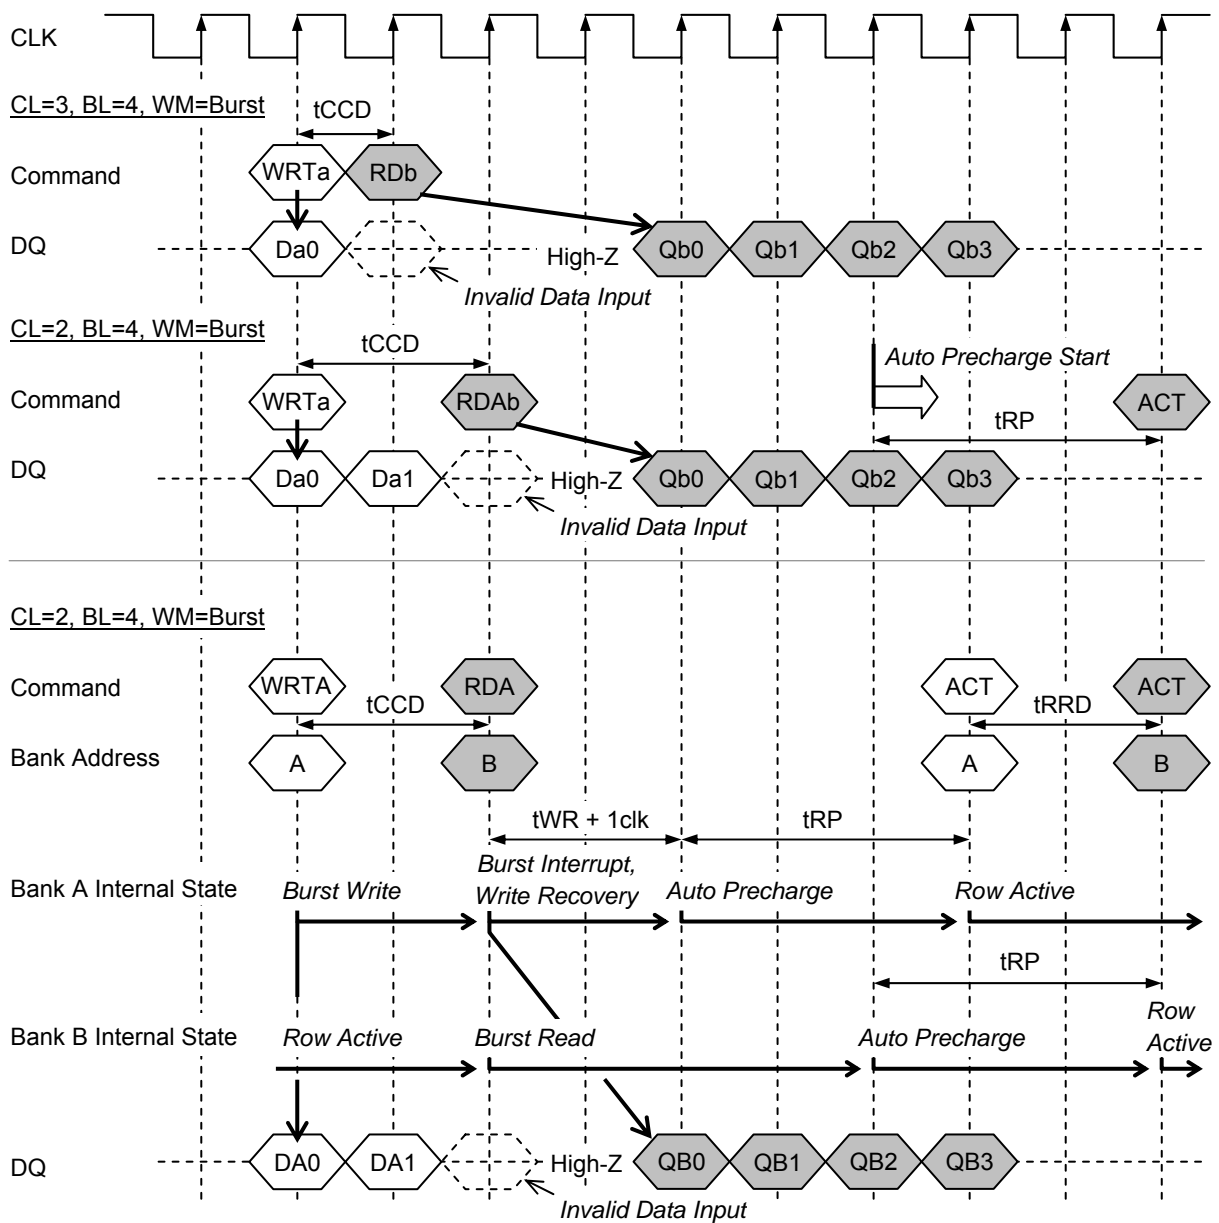 CLK
CL=3, BL=4, WM=Burst
tCCD
Command WRTa RDb
DQ Da0 High-Z Qb0 Qb1 Qb2 Qb3
Invalid Data Input
CL=2, BL=4, WM=Burst
tCCD
Auto Precharge Start
Command WRTa RDAb ACT
tRP
DQ Da0 Da1 High-Z Qb0 Qb1 Qb2 Qb3
Invalid Data Input
CL=2, BL=4, WM=Burst
Command WRTA RDA ACT ACT
tCCD tRRD
Bank Address A B A B
tWR + 1clk tRP
Bank A Internal State Burst Write Burst Interrupt, Write Recovery Auto Precharge Row Active
tRP
Bank B Internal State Row Active Burst Read Auto Precharge Row Active
DQ DA0 DA1 High-Z QB0 QB1 QB2 QB3
Invalid Data Input